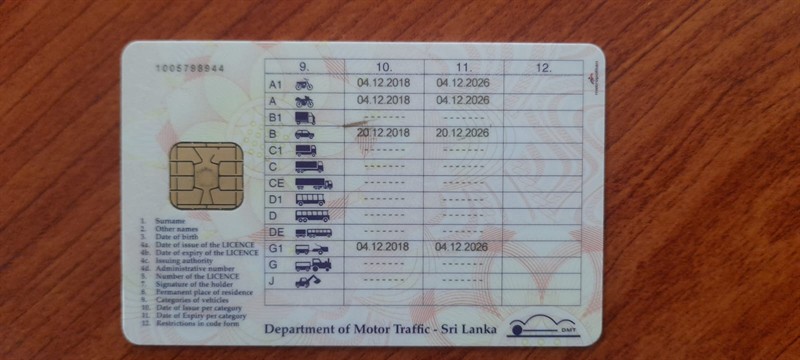 1005798944
9. 10. 11. 12.
A1 04.12.2018 04.12.2026
A 04.12.2018 04.12.2026
B1 ------ ------
B 20.12.2018 20.12.2026
C1 ------ ------
C ------ ------
CE ------ ------
D1 ------ ------
D ------ ------
DE ------ ------
G1 04.12.2018 04.12.2026
G ------ ------
J ------ ------
1. Surname
2. Other names
3. Date of birth
4a. Date of issue of the LICENCE
4b. Date of expiry of the LICENCE
4c. Issuing authority
4d. Administrative number
5. Number of the LICENCE
7. Signature of the holder
8. Permanent place of residence
9. Categories of vehicles
10. Date of Issue per category
11. Date of Expiry per category
12. Restrictions in code form
Department of Motor Traffic - Sri Lanka
DMT